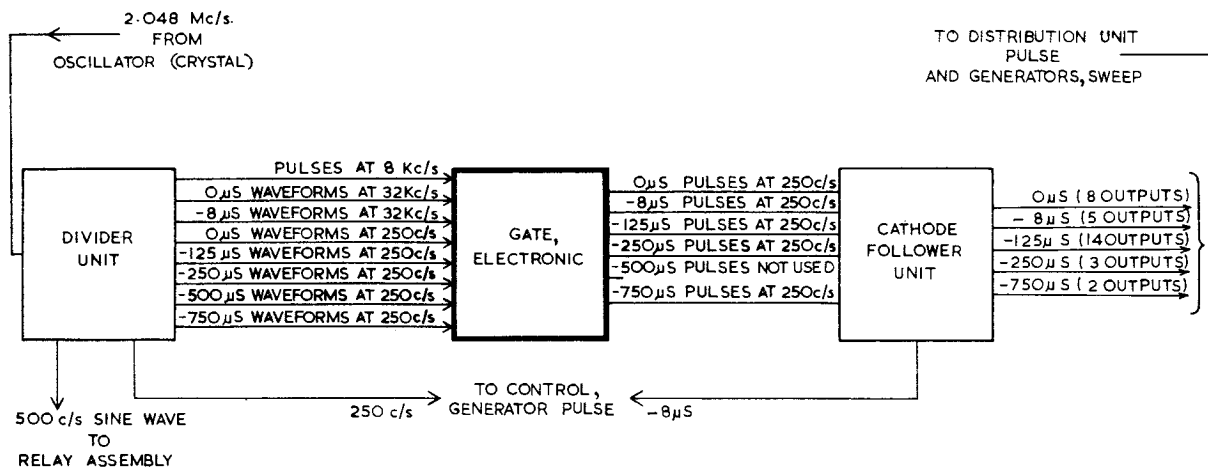 2.048 Mc/s.
FROM
OSCILLATOR (CRYSTAL)
TO DISTRIBUTION UNIT
PULSE
AND GENERATORS, SWEEP
DIVIDER
UNIT
PULSES AT 8 Kc/s
0µS WAVEFORMS AT 32Kc/s
-8µS WAVEFORMS AT 32Kc/s
0µS WAVEFORMS AT 250c/s
-125µS WAVEFORMS AT 250c/s
-250µS WAVEFORMS AT 250c/s
-500µS WAVEFORMS AT 250c/s
-750µS WAVEFORMS AT 250c/s
GATE,
ELECTRONIC
0µS PULSES AT 250c/s
-8µS PULSES AT 250c/s
-125µS PULSES AT 250c/s
-250µS PULSES AT 250c/s
-500µS PULSES NOT USED
-750µS PULSES AT 250c/s
CATHODE
FOLLOWER
UNIT
0µS (8 OUTPUTS)
-8µS (5 OUTPUTS)
-125µS (14 OUTPUTS)
-250µS (3 OUTPUTS)
-750µS (2 OUTPUTS)
500 c/s SINE WAVE
TO
RELAY ASSEMBLY
250 c/s
TO CONTROL,
GENERATOR PULSE
-8µS